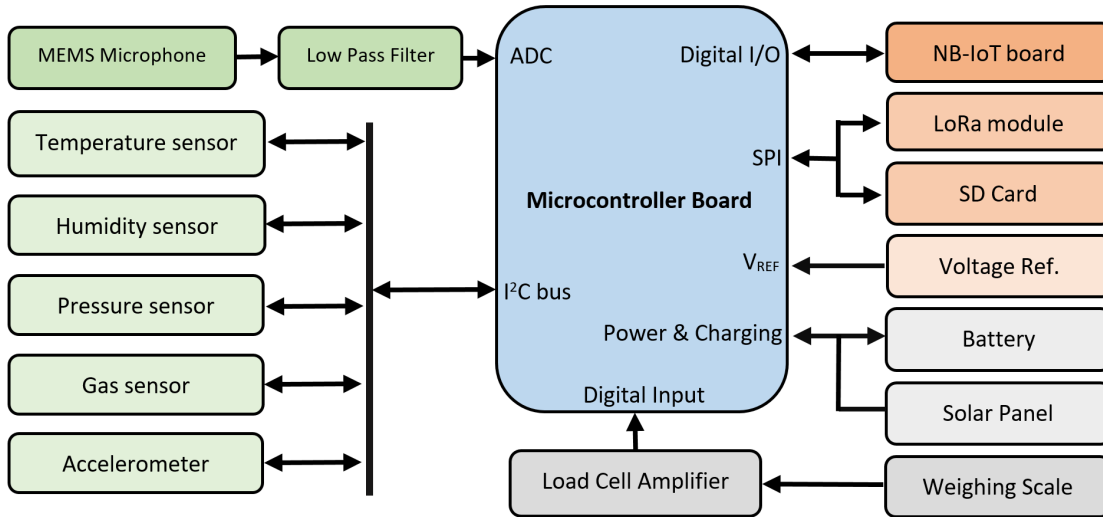 MEMS Microphone
Low Pass Filter
ADC
Digital I/O
NB-IoT board
Temperature sensor
LoRa module
SPI
Humidity sensor
Microcontroller Board
SD Card
Pressure sensor
I²C bus
V_REF
Voltage Ref.
Power & Charging
Battery
Gas sensor
Digital Input
Solar Panel
Accelerometer
Load Cell Amplifier
Weighing Scale